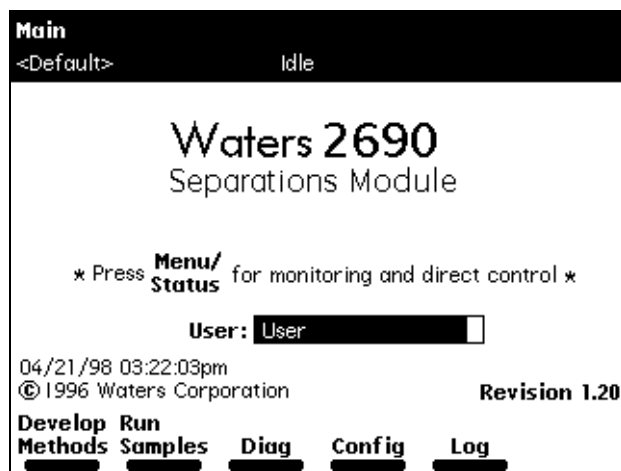 Main
<Default> Idle
Waters 2690
Separations Module
* Press Menu/Status for monitoring and direct control *
User: User
04/21/98 03:22:03pm
© 1996 Waters Corporation Revision 1.20
Develop Methods Run Samples Diag Config Log